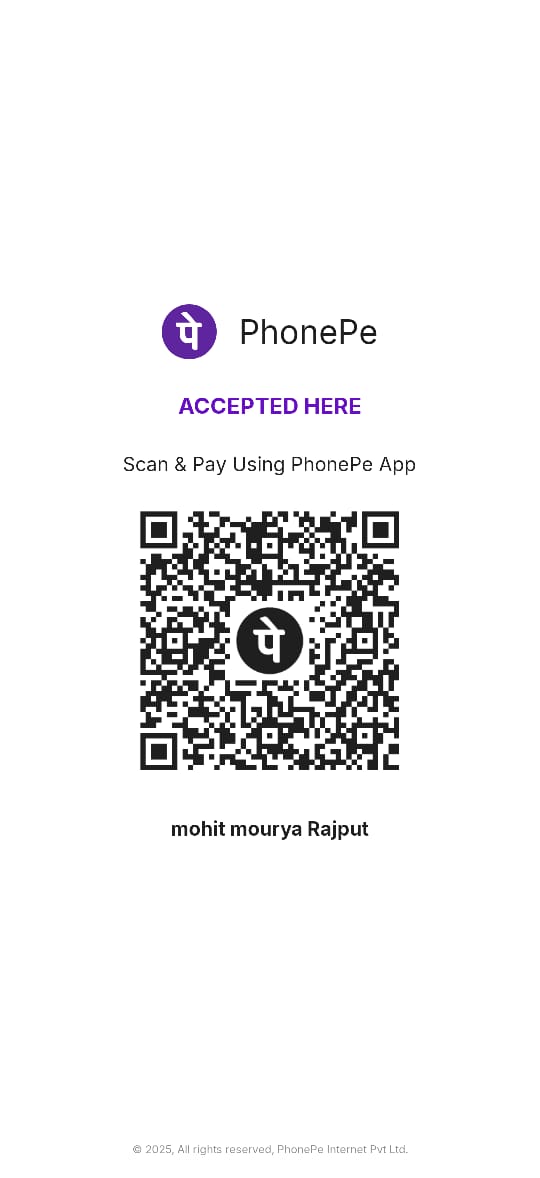 पे PhonePe
ACCEPTED HERE
Scan & Pay Using PhonePe App
पे
mohit mourya Rajput
© 2025, All rights reserved, PhonePe Internet Pvt Ltd.